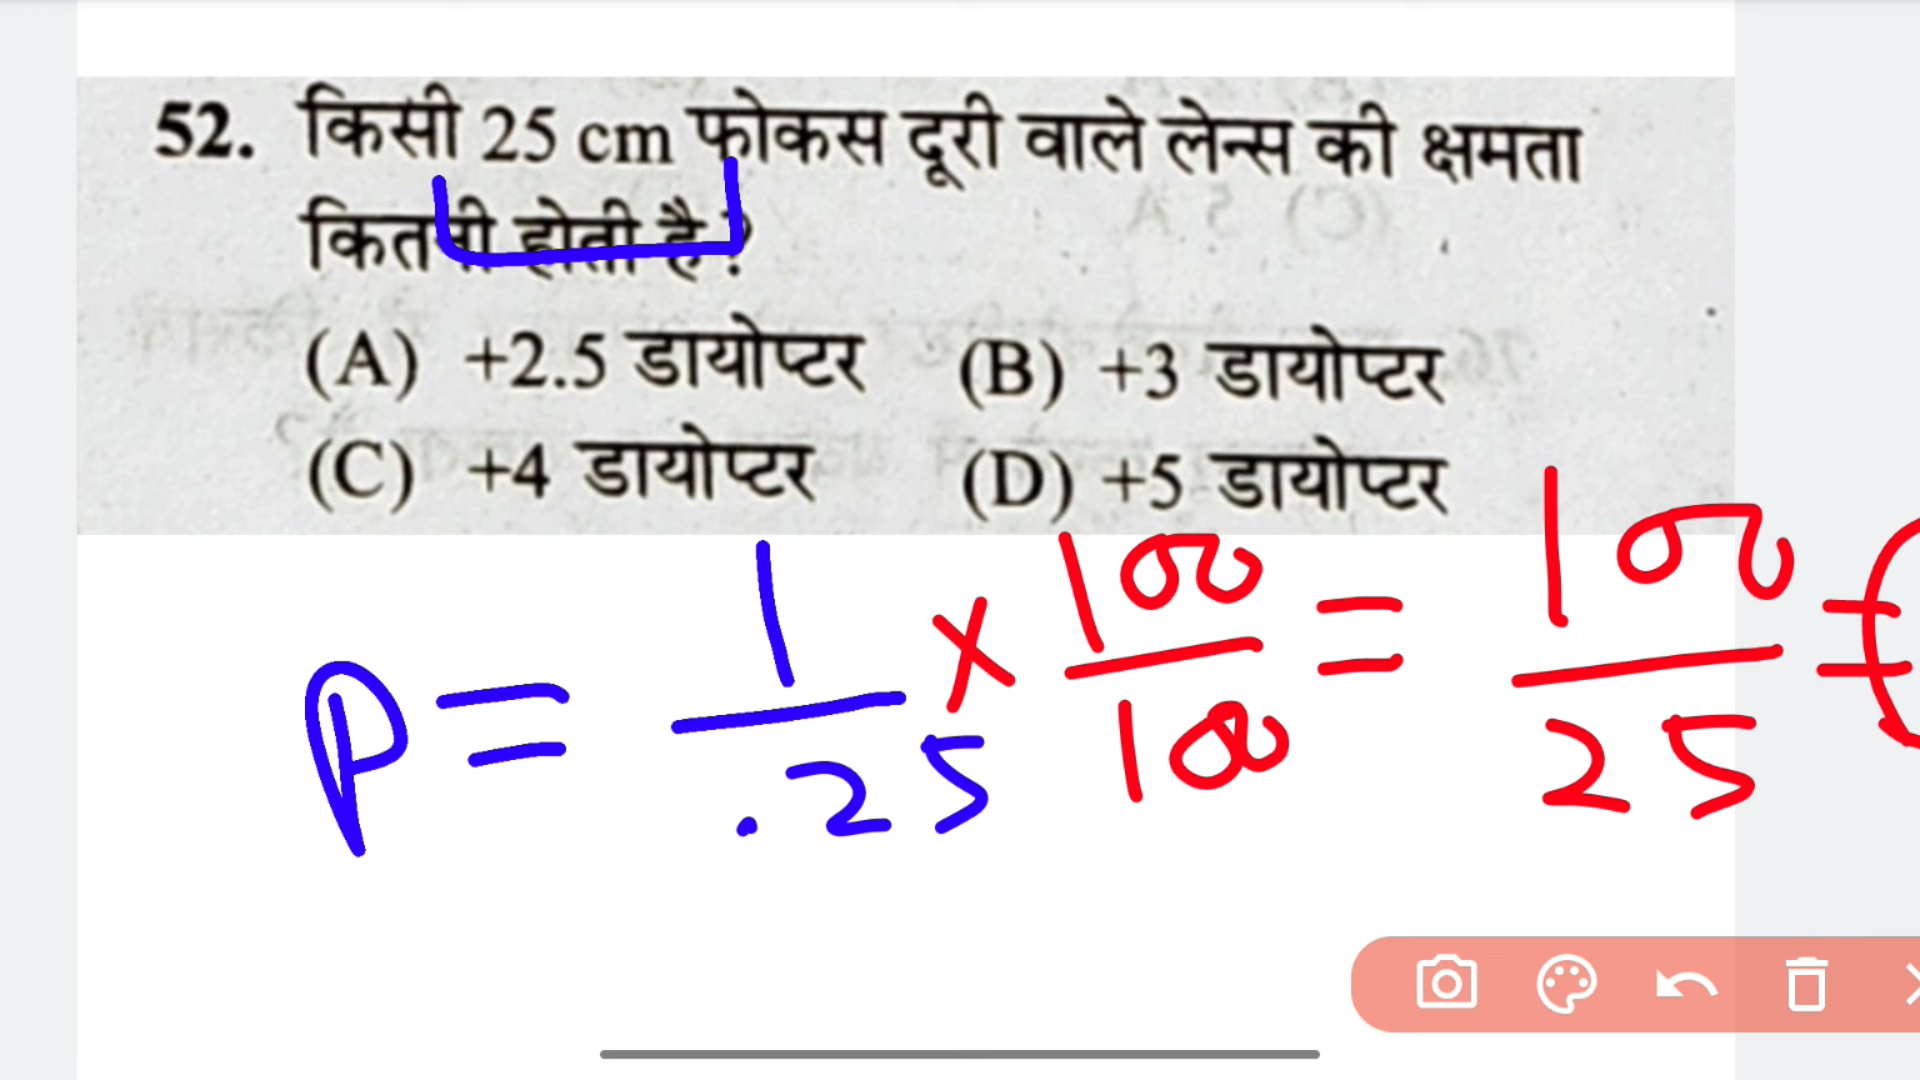 52. किसी 25 cm फोकस दूरी वाले लेन्स की क्षमता
कितनी होती है ?
(A) +2.5 डायोप्टर (B) +3 डायोप्टर
(C) +4 डायोप्टर (D) +5 डायोप्टर
P = 1/.25 × 100/100 = 100/25 =